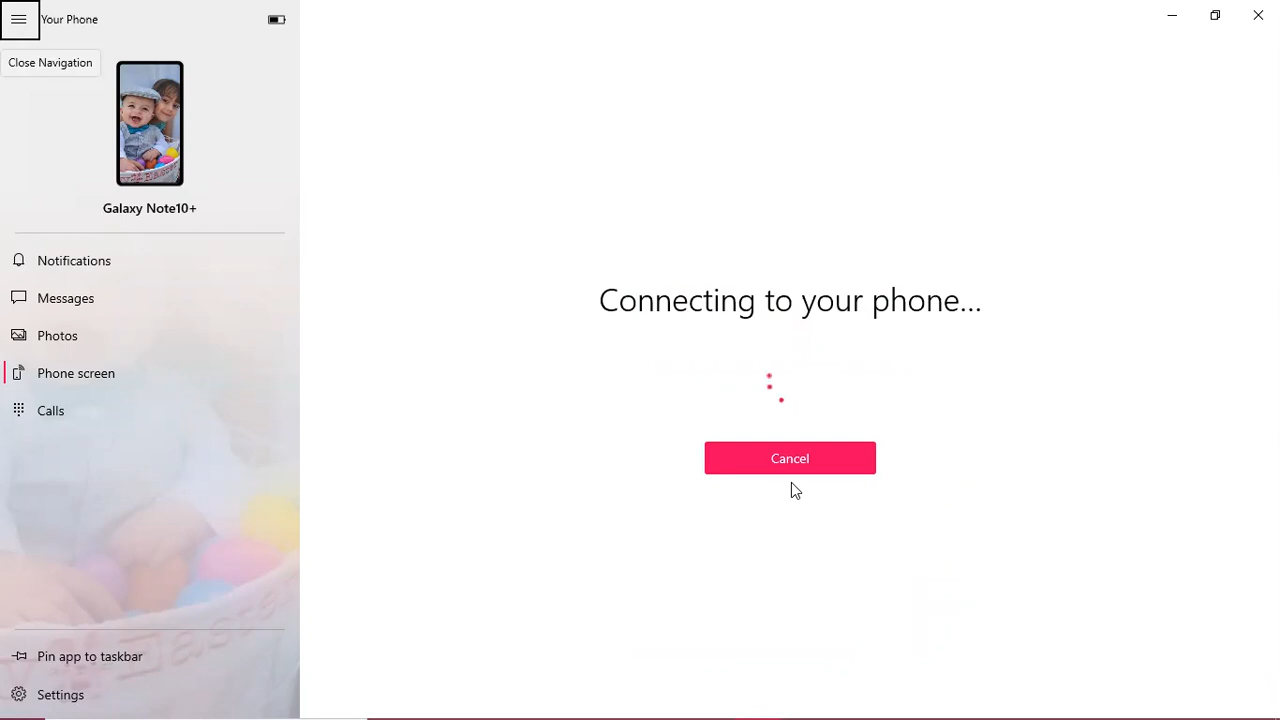 Your Phone
Close Navigation
Galaxy Note10+
Notifications
Messages
Photos
Phone screen
Calls
Pin app to taskbar
Settings
Connecting to your phone...
Cancel